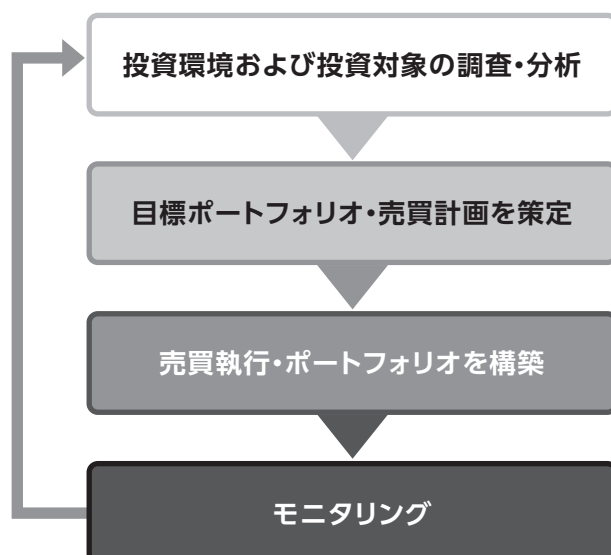 投資環境および投資対象の調査・分析
目標ポートフォリオ・売買計画を策定
売買執行・ポートフォリオを構築
モニタリング